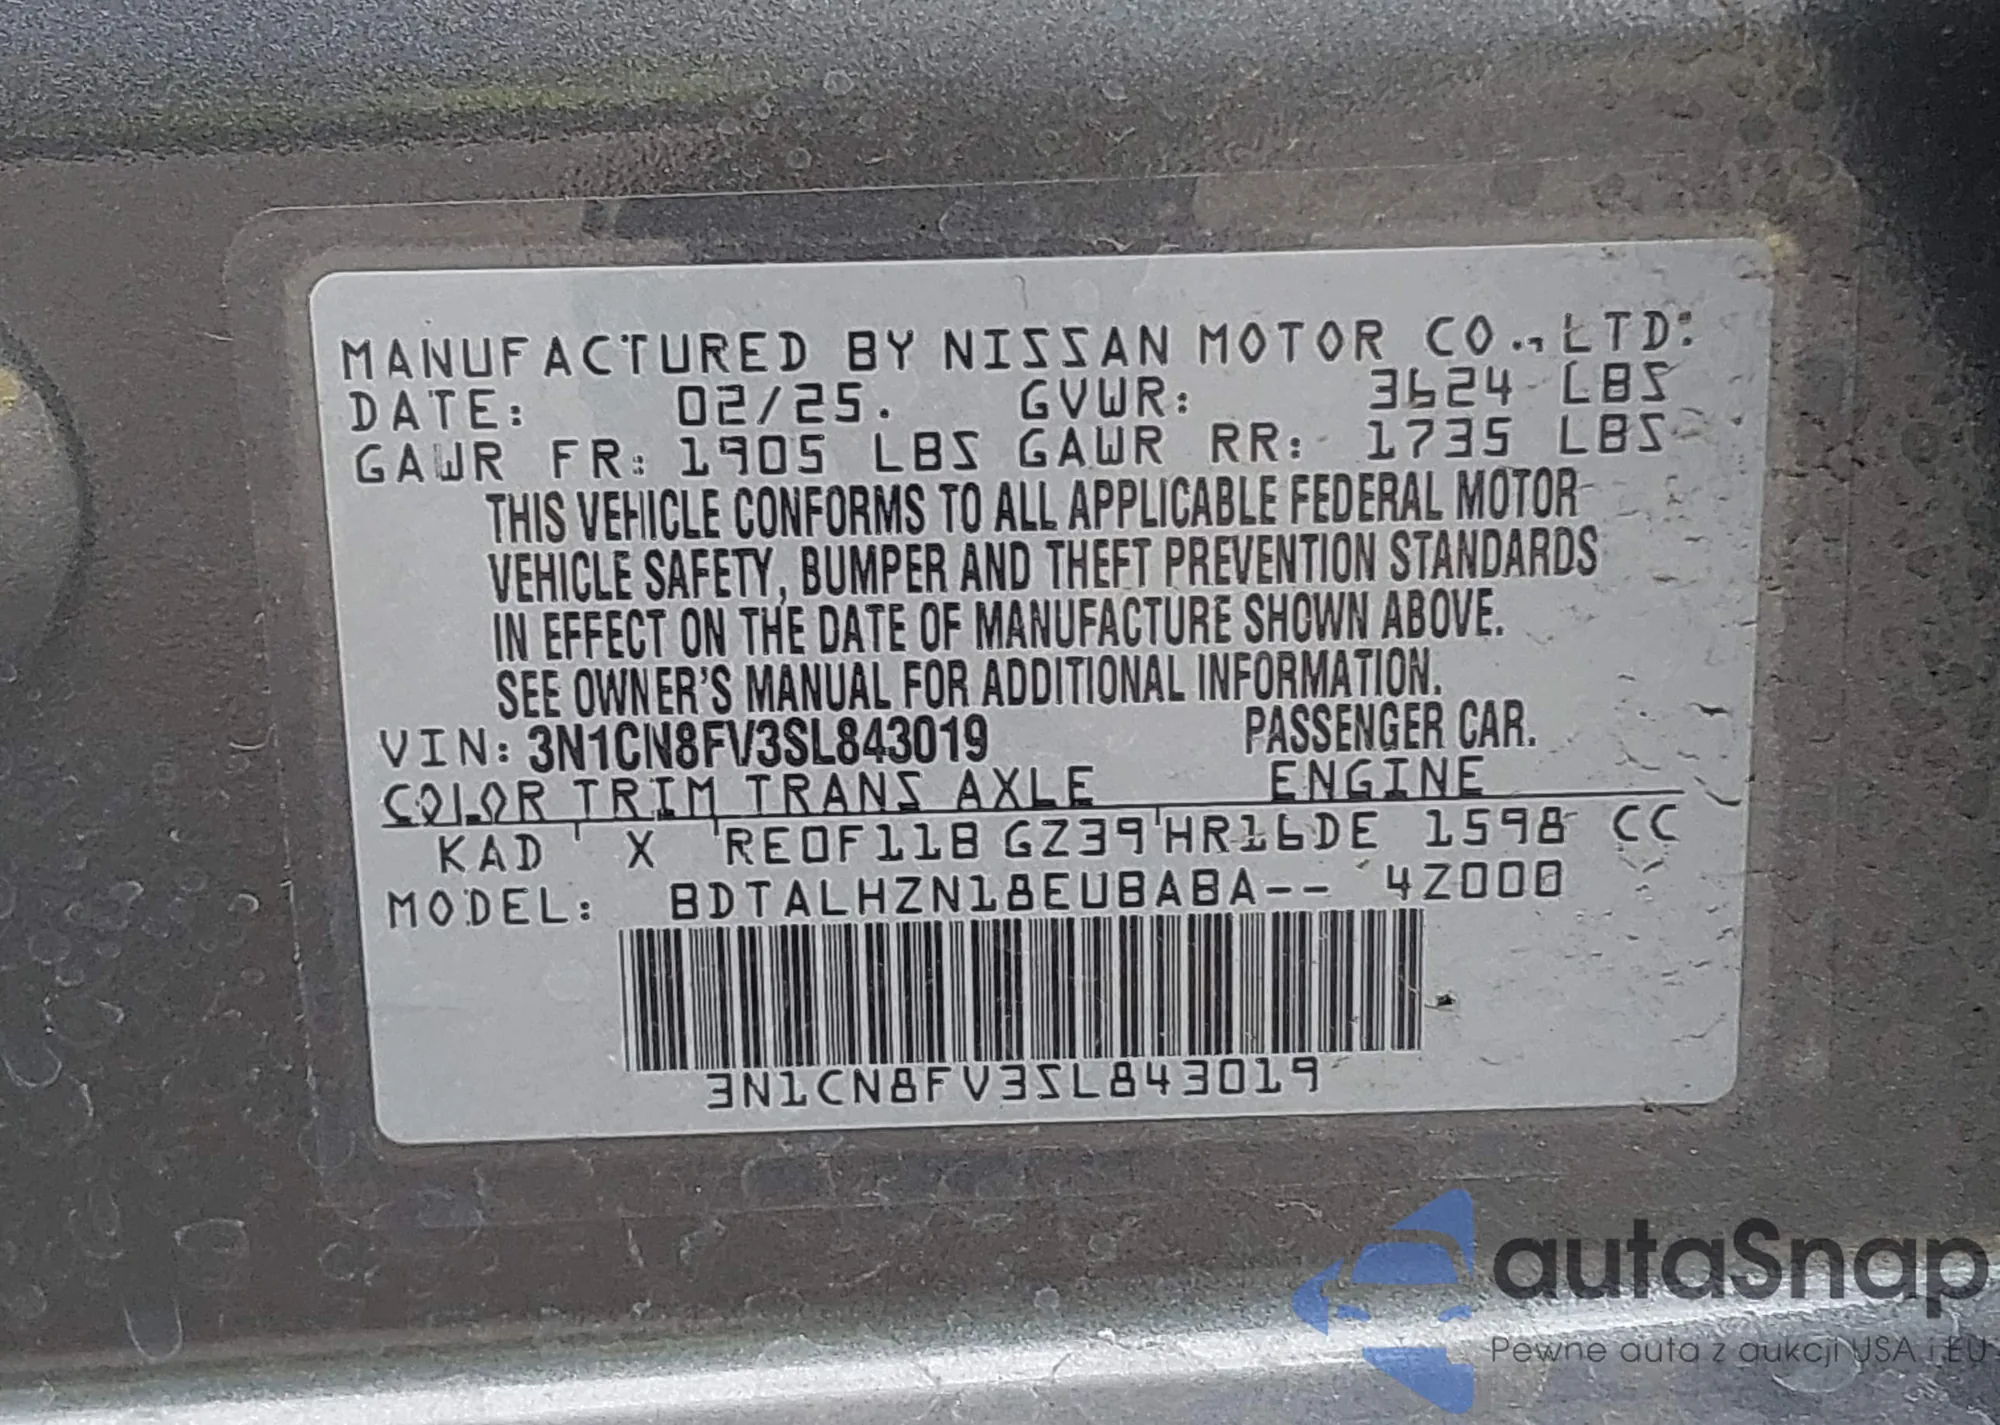 MANUFACTURED BY NISSAN MOTOR CO., LTD.
DATE: 02/25. GVWR: 3624 LBS
GAWR FR: 1905 LBS GAWR RR: 1735 LBS
THIS VEHICLE CONFORMS TO ALL APPLICABLE FEDERAL MOTOR
VEHICLE SAFETY, BUMPER AND THEFT PREVENTION STANDARDS
IN EFFECT ON THE DATE OF MANUFACTURE SHOWN ABOVE.
SEE OWNER'S MANUAL FOR ADDITIONAL INFORMATION.
VIN: 3N1CN8FV3SL843019 PASSENGER CAR.
COLOR TRIM TRANS AXLE ENGINE
KAD X RE0F11B GZ39 HR16DE 1598 CC
MODEL: BDTALHZN18EUBABA-- 4Z000
3N1CN8FV3SL843019
autaSnap
Pewne auta z aukcji USA i EU